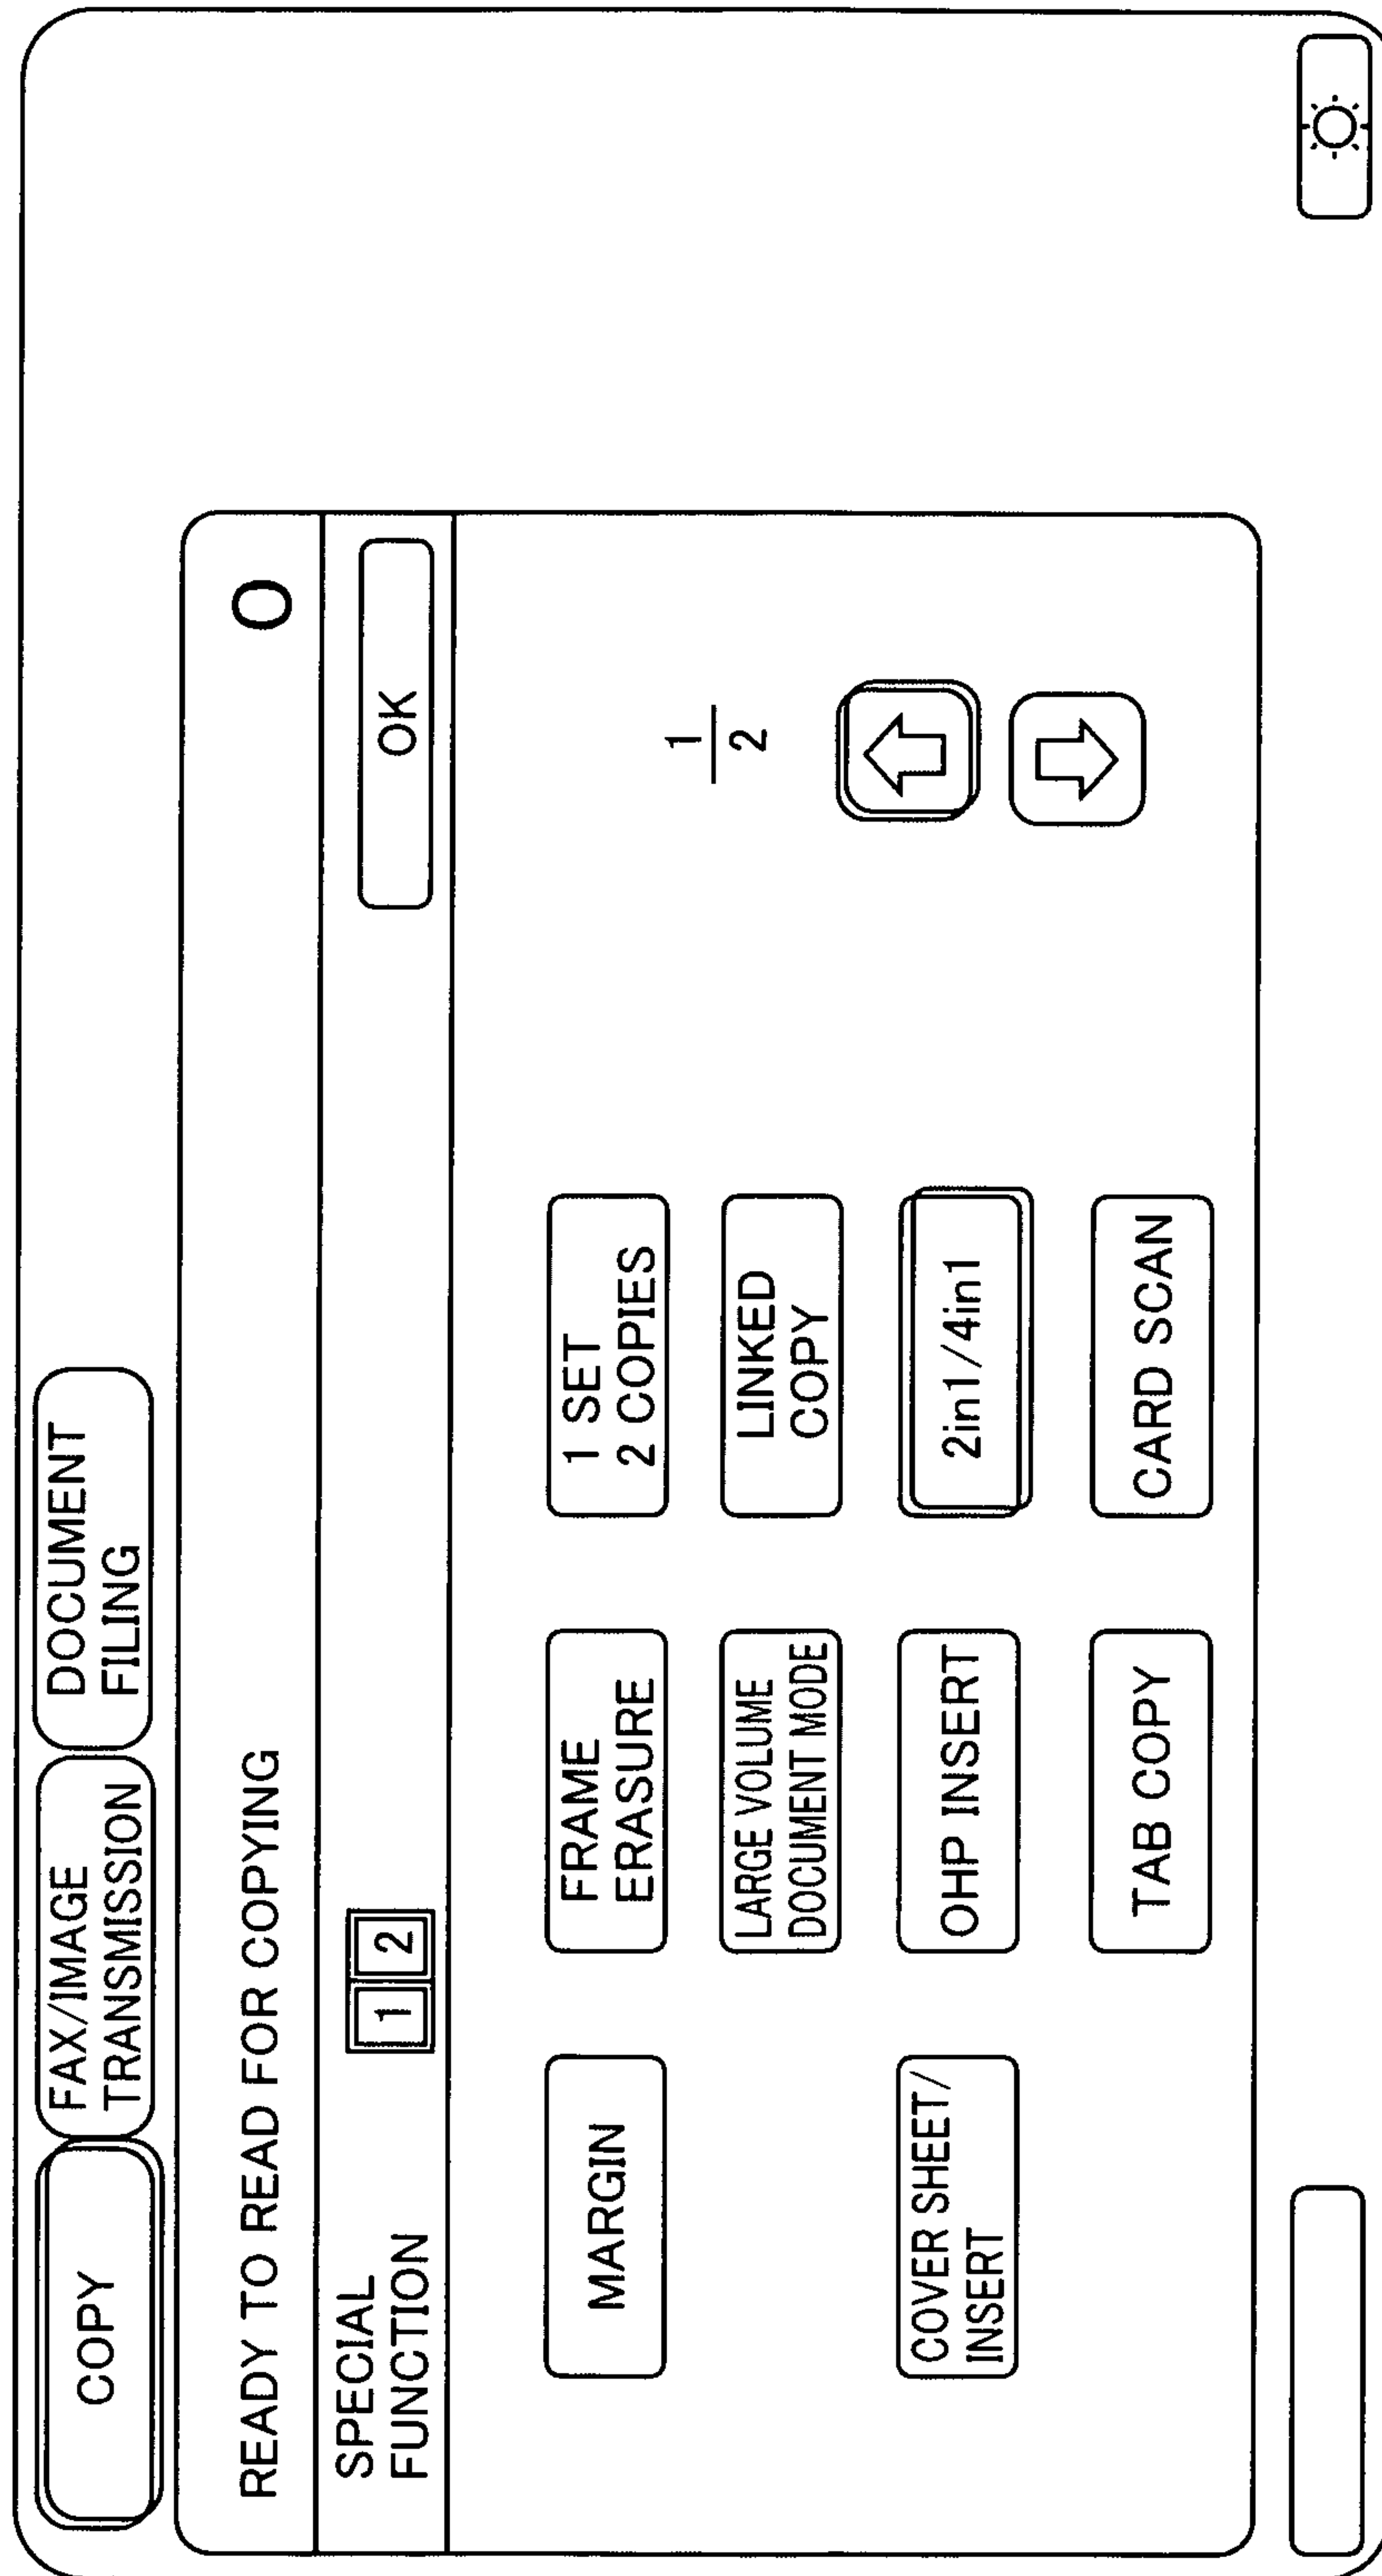 COPY
FAX/IMAGE
TRANSMISSION
DOCUMENT
FILING
READY TO READ FOR COPYING
0
SPECIAL
FUNCTION
1 2
OK
MARGIN
FRAME
ERASURE
1 SET
2 COPIES
LARGE VOLUME
DOCUMENT MODE
LINKED
COPY
1
2
COVER SHEET/
INSERT
OHP INSERT
2in1/4in1
TAB COPY
CARD SCAN